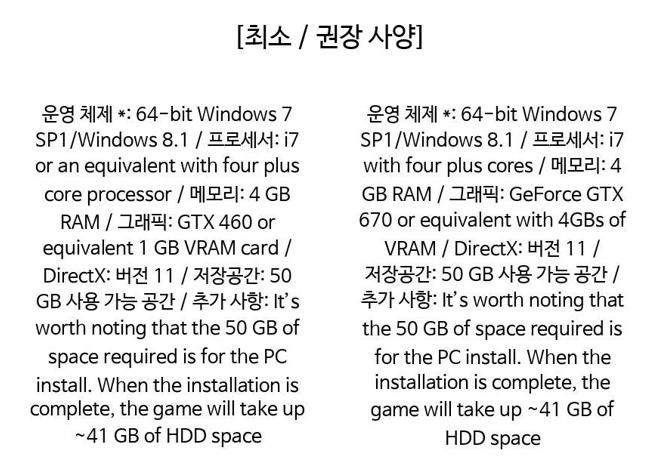 [최소 / 권장 사양]
운영 체제 *: 64-bit Windows 7
SP1/Windows 8.1 / 프로세서: i7
or an equivalent with four plus
core processor / 메모리: 4 GB
RAM / 그래픽: GTX 460 or
equivalent 1 GB VRAM card /
DirectX: 버전 11 / 저장공간: 50
GB 사용 가능 공간 / 추가 사항: It’s
worth noting that the 50 GB of
space required is for the PC
install. When the installation is
complete, the game will take up
~41 GB of HDD space
운영 체제 *: 64-bit Windows 7
SP1/Windows 8.1 / 프로세서: i7
with four plus cores / 메모리: 4
GB RAM / 그래픽: GeForce GTX
670 or equivalent with 4GBs of
VRAM / DirectX: 버전 11 /
저장공간: 50 GB 사용 가능 공간 /
추가 사항: It’s worth noting that
the 50 GB of space required is
for the PC install. When the
installation is complete, the
game will take up ~41 GB of
HDD space